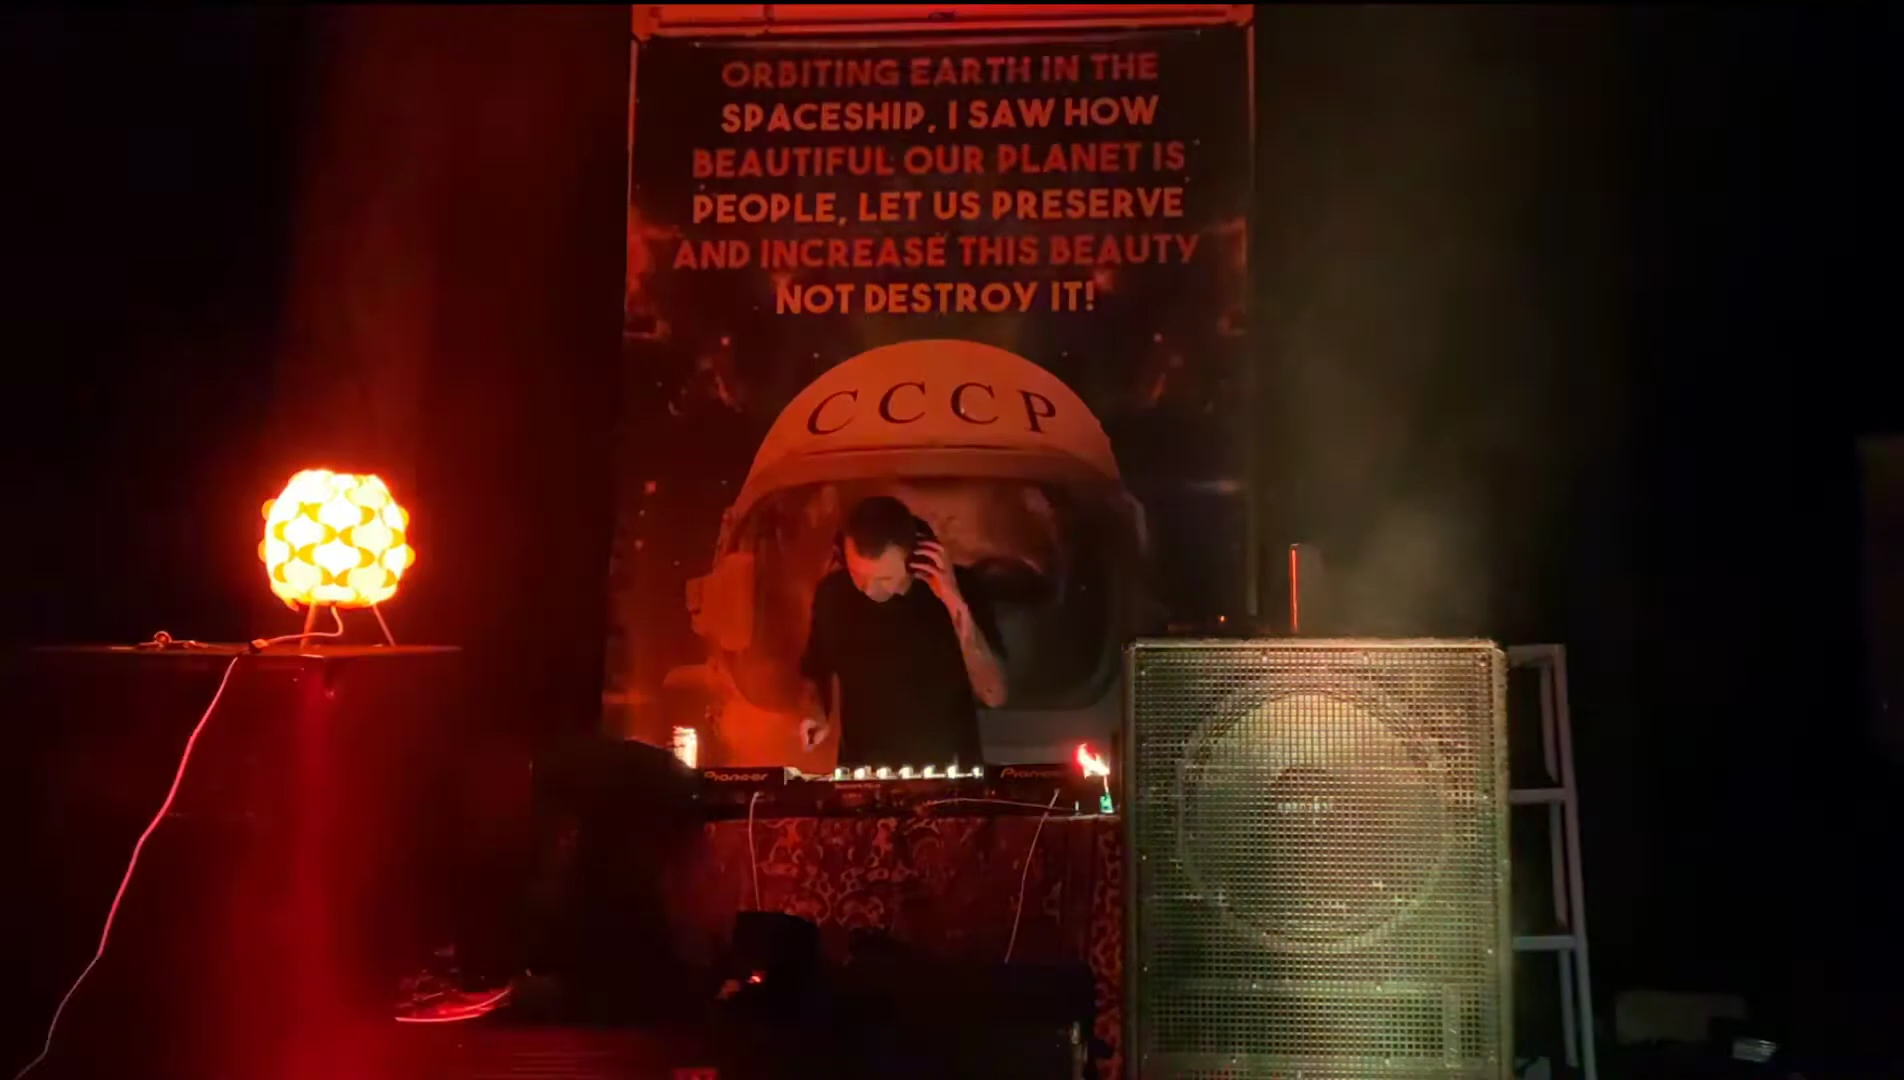 ORBITING EARTH IN THE
SPACESHIP, I SAW HOW
BEAUTIFUL OUR PLANET IS
PEOPLE, LET US PRESERVE
AND INCREASE THIS BEAUTY
NOT DESTROY IT!
СССР
Pioneer
Pioneer